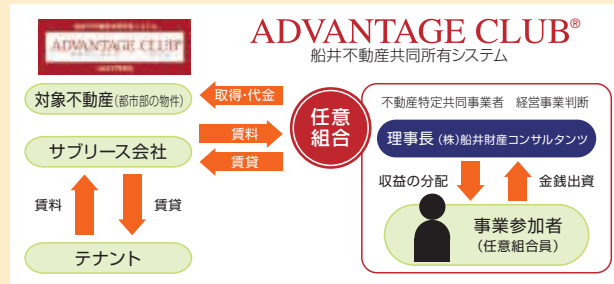 ADVANTAGE CLUB®
ADVANTAGE CLUB®
船井不動産共同所有システム
対象不動産(都市部の物件)
取得・代金
任意
組合
不動産特定共同事業者 経営事業判断
理事長(株)船井財産コンサルタンツ
サブリース会社
賃料
賃貸
収益の分配
金銭出資
賃料
賃貸
事業参加者
(任意組合員)
テナント